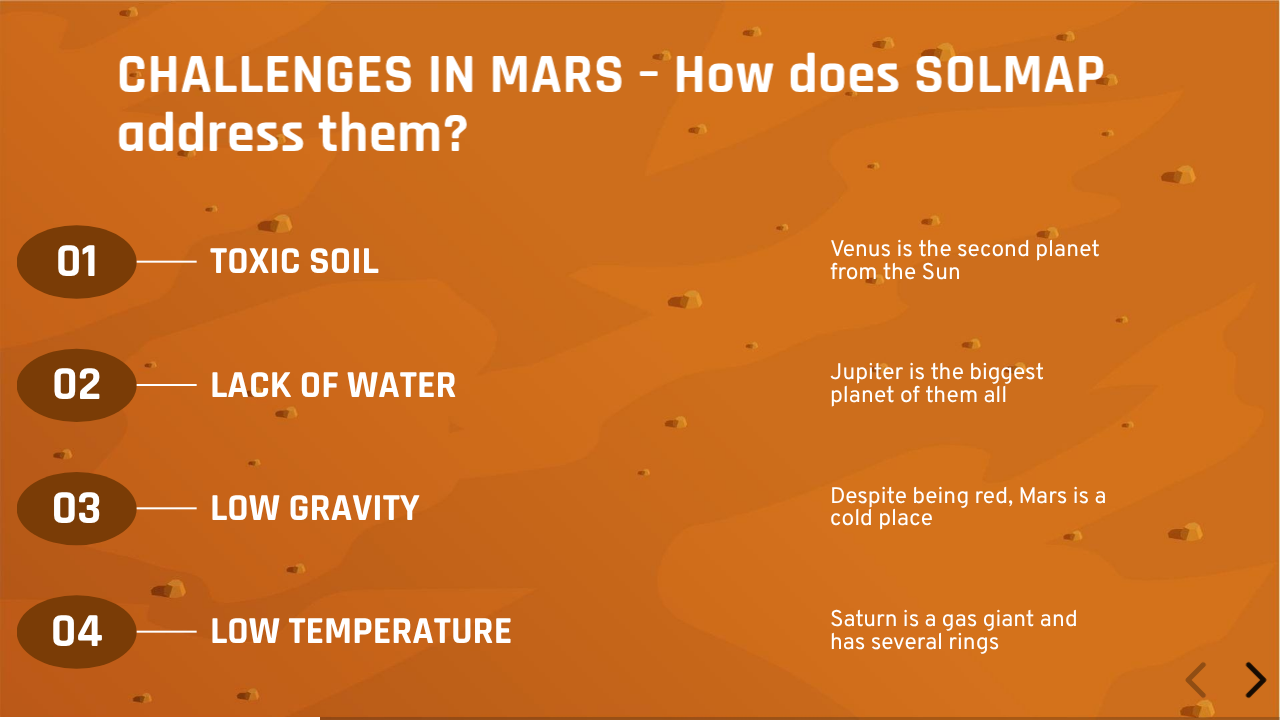 CHALLENGES IN MARS – How does SOLMAP
address them?
01
TOXIC SOIL
Venus is the second planet
from the Sun
02
LACK OF WATER
Jupiter is the biggest
planet of them all
03
LOW GRAVITY
Despite being red, Mars is a
cold place
04
LOW TEMPERATURE
Saturn is a gas giant and
has several rings